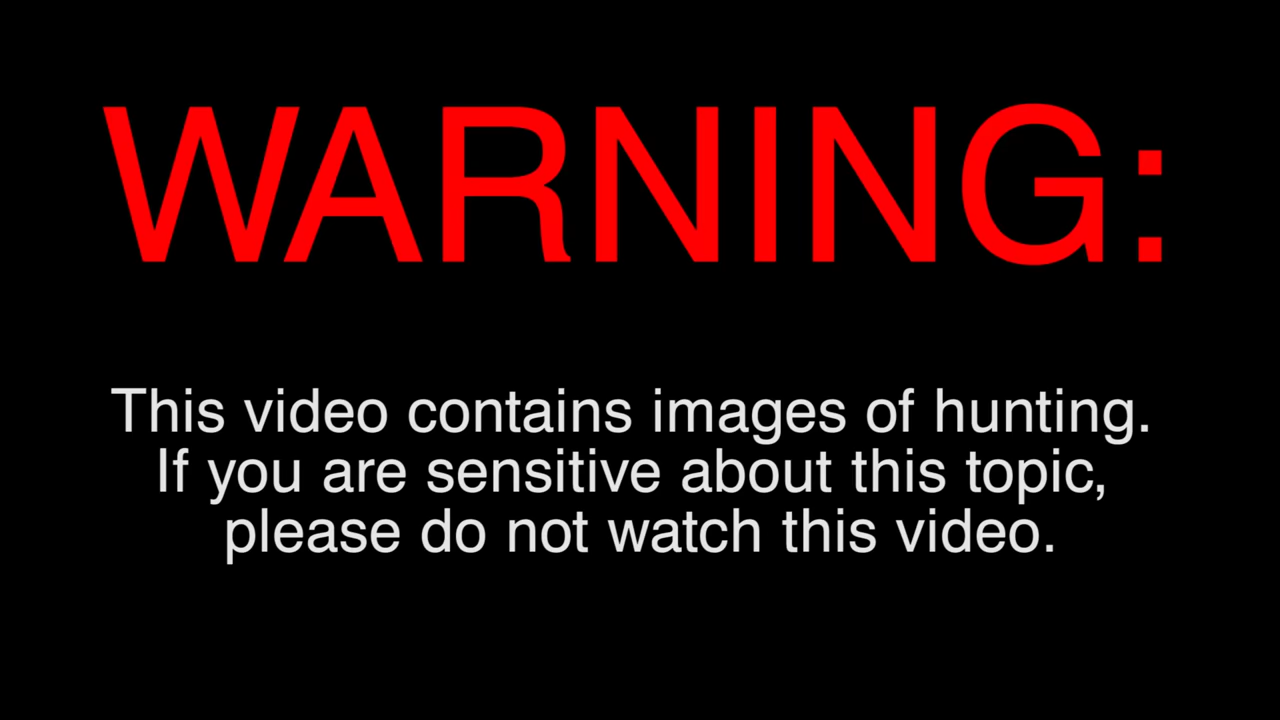 WARNING:
This video contains images of hunting.
If you are sensitive about this topic,
please do not watch this video.